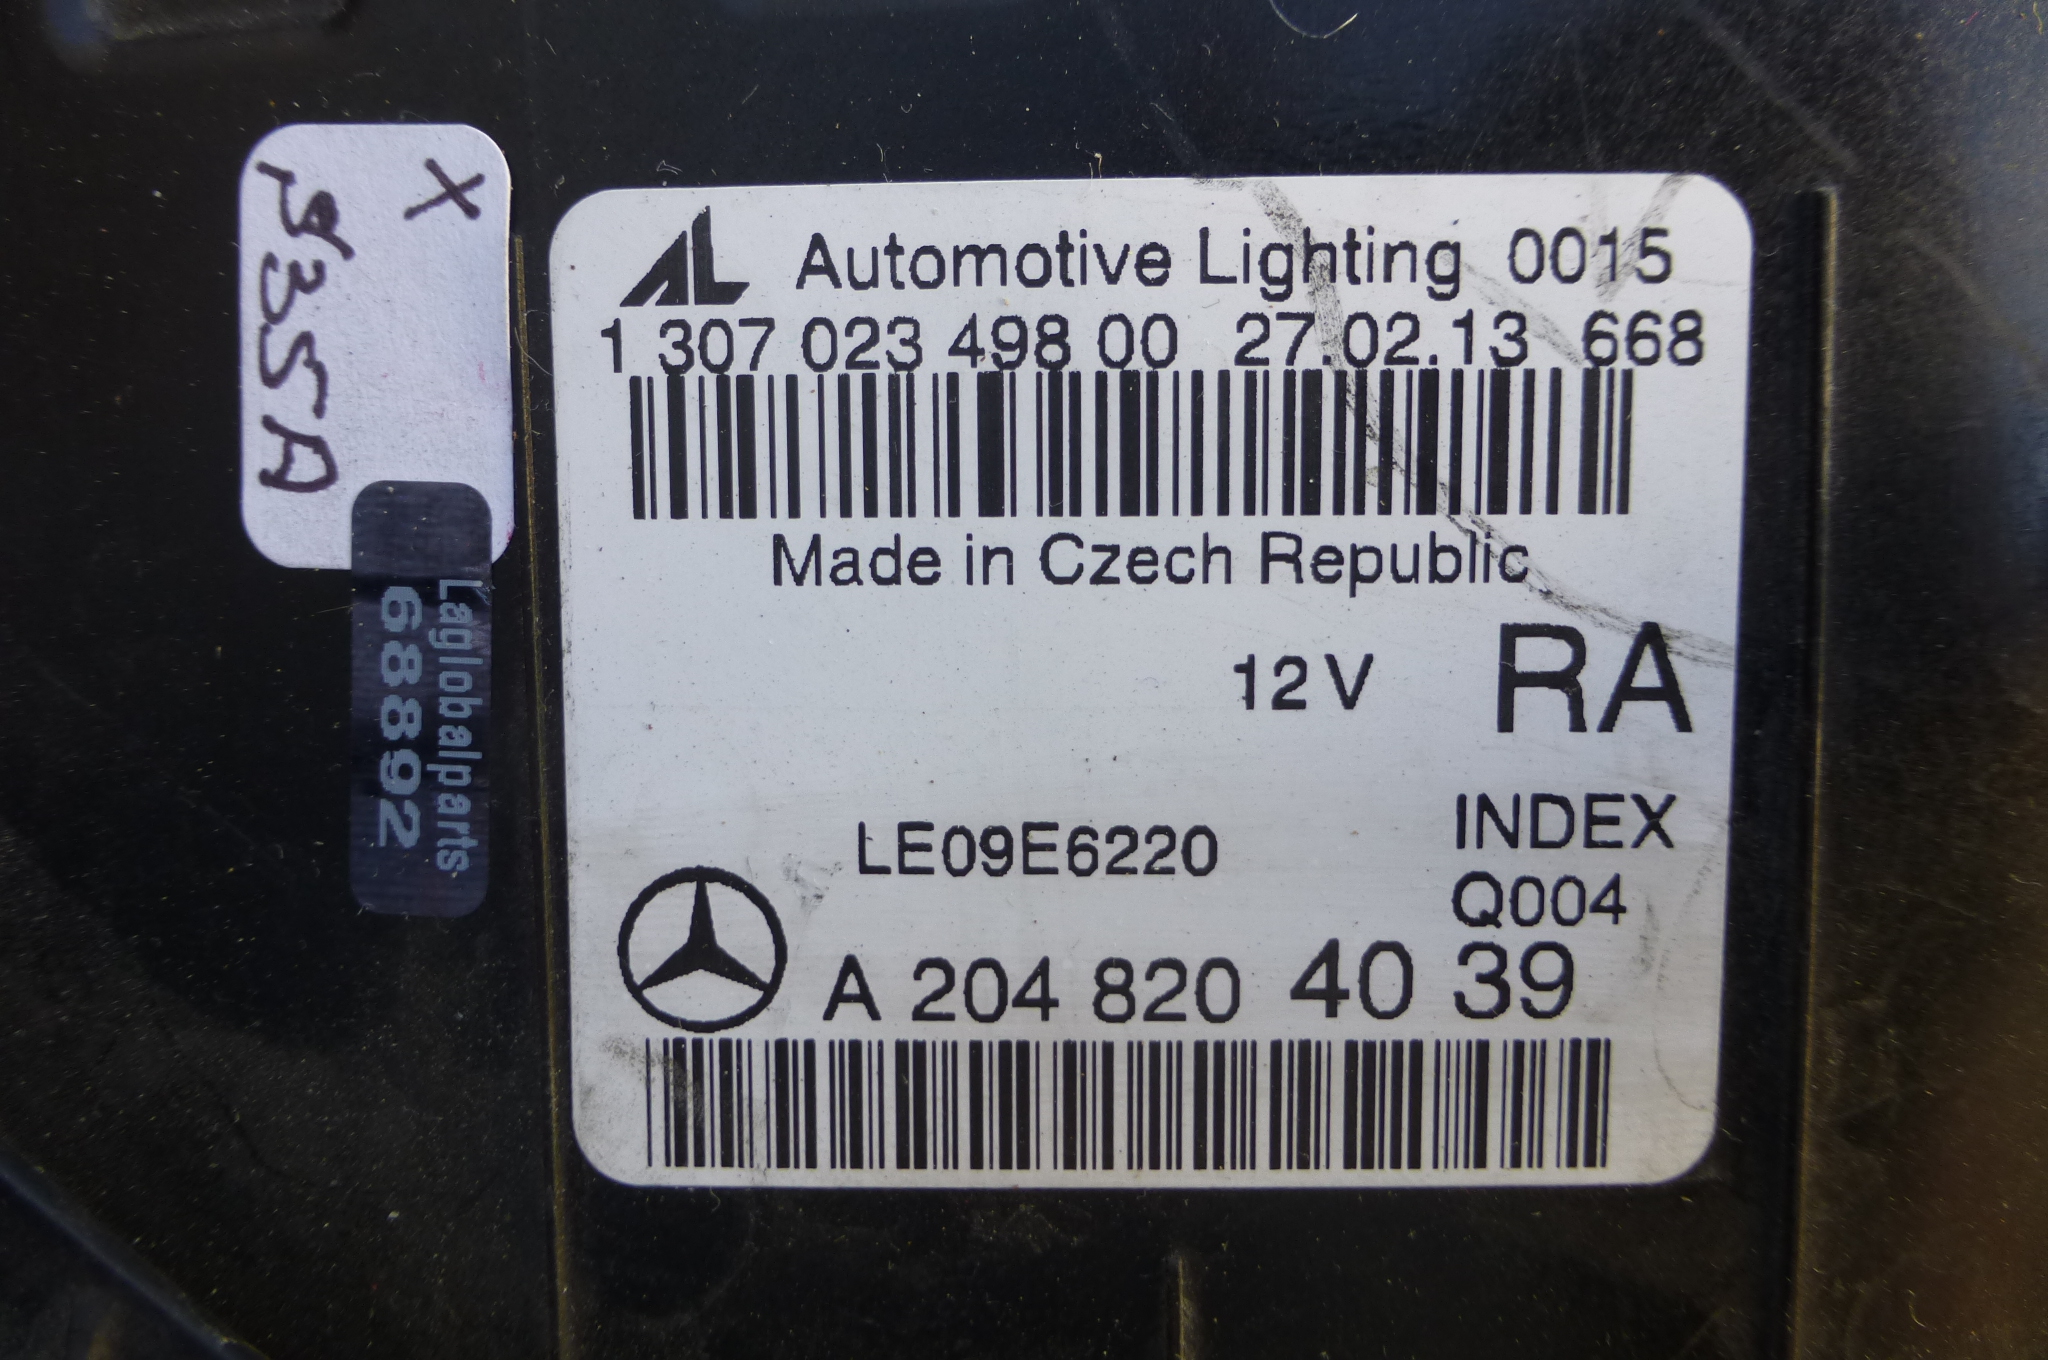 X
935A
Laglobalparts
68892
AL Automotive Lighting 0015
1 307 023 498 00 27.02.13 668
Made in Czech Republic
12V RA
LE09E6220
INDEX
Q004
A 204 820 40 39